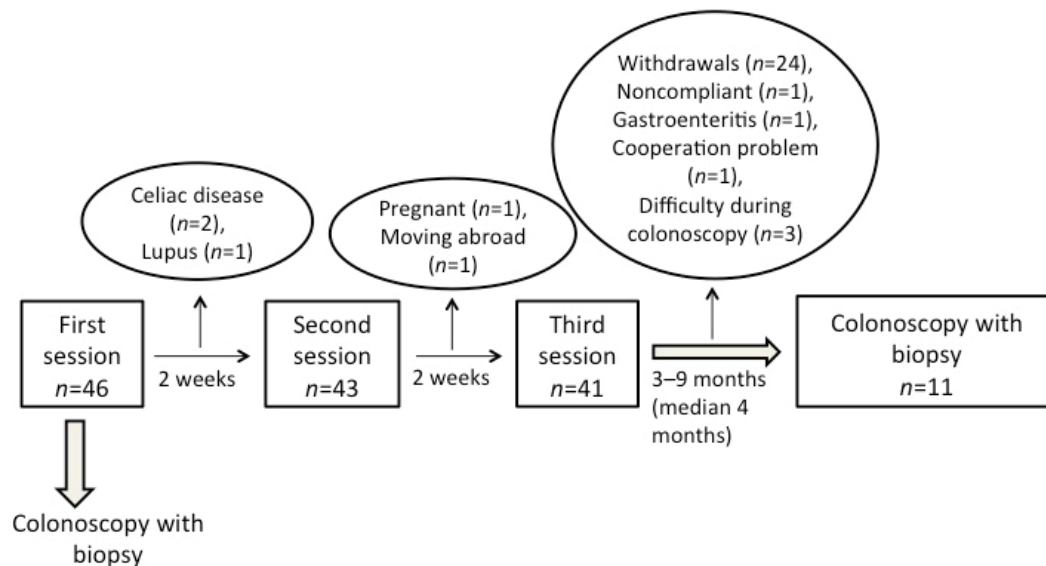 Withdrawals (n=24),
Noncompliant (n=1),
Gastroenteritis (n=1),
Cooperation problem
(n=1),
Difficulty during
colonoscopy (n=3)
Celiac disease
(n=2),
Lupus (n=1)
Pregnant (n=1),
Moving abroad
(n=1)
First
session
n=46
2 weeks
Second
session
n=43
2 weeks
Third
session
n=41
3–9 months
(median 4
months)
Colonoscopy with
biopsy
n=11
Colonoscopy with
biopsy